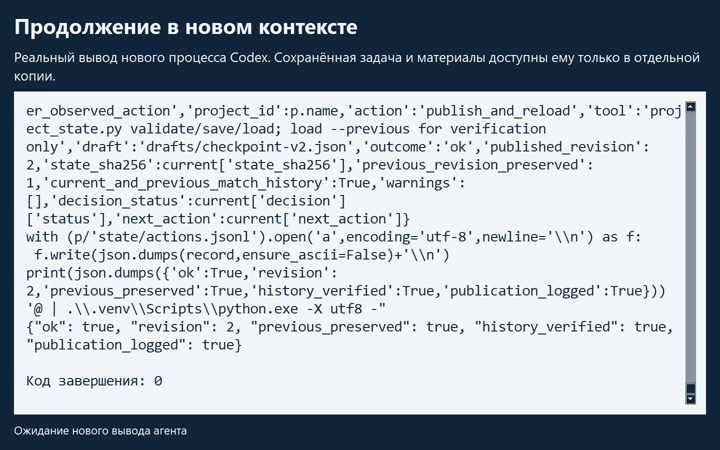 Продолжение в новом контексте
Реальный вывод нового процесса Codex. Сохранённая задача и материалы доступны ему только в отдельной
копии.
er_observed_action','project_id':p.name,'action':'publish_and_reload','tool':'proj
ect_state.py validate/save/load; load --previous for verification
only','draft':'drafts/checkpoint-v2.json','outcome':'ok','published_revision':
2,'state_sha256':current['state_sha256'],'previous_revision_preserved':
1,'current_and_previous_match_history':True,'warnings':
[],'decision_status':current['decision']
['status'],'next_action':current['next_action']}
with (p/'state/actions.jsonl').open('a',encoding='utf-8',newline='\\n') as f:
 f.write(json.dumps(record,ensure_ascii=False)+'\\n')
print(json.dumps({'ok':True,'revision':
2,'previous_preserved':True,'history_verified':True,'publication_logged':True}))
'@ | .\\.venv\\Scripts\\python.exe -X utf8 -"
{"ok": true, "revision": 2, "previous_preserved": true, "history_verified": true,
"publication_logged": true}
Код завершения: 0
Ожидание нового вывода агента